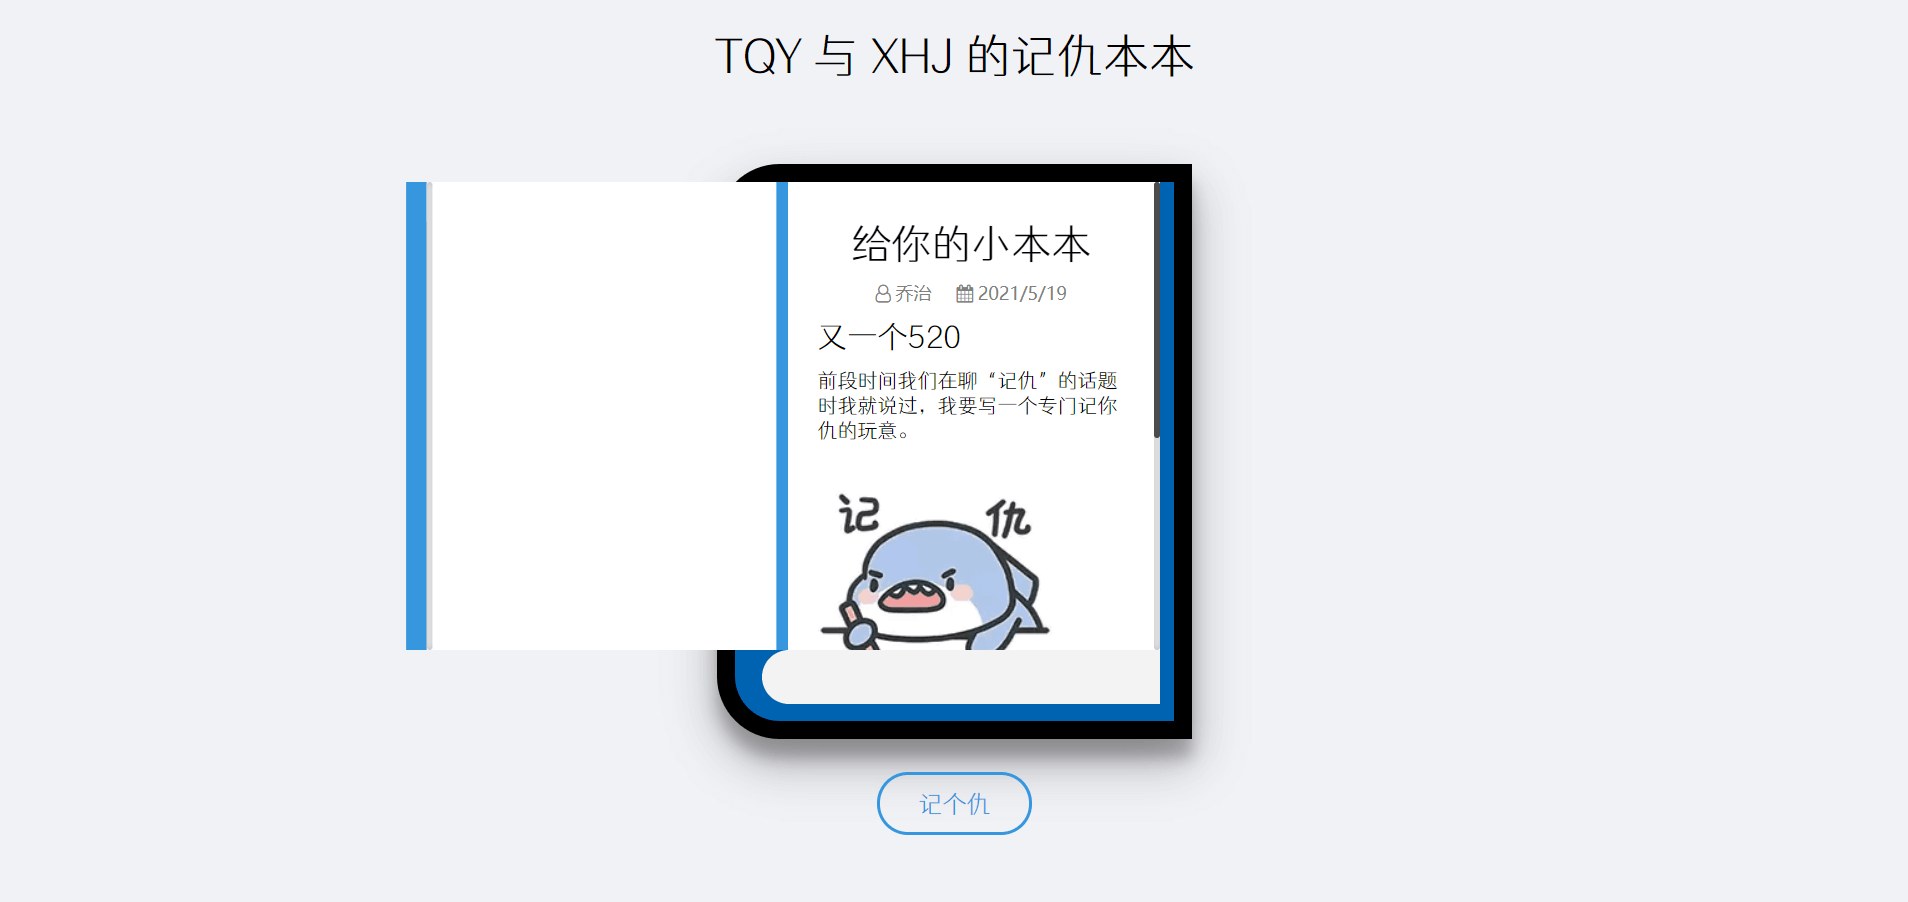 TQY 与 XHJ 的记仇本本
给你的小本本
乔治 2021/5/19
又一个520
前段时间我们在聊“记仇”的话题
时我就说过，我要写一个专门记你
仇的玩意。
记 仇
记个仇